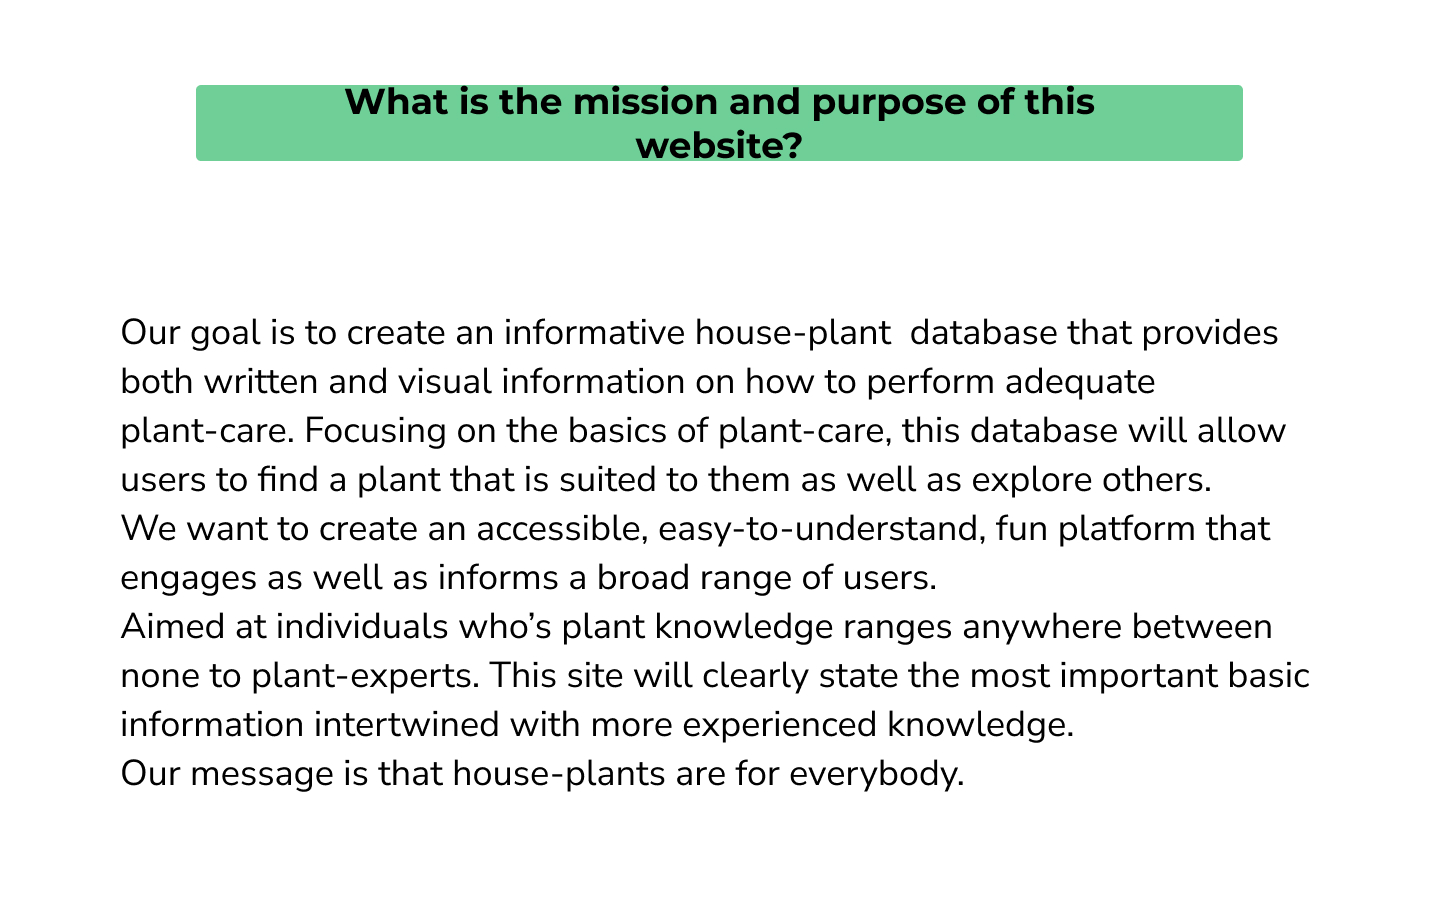 What is the mission and purpose of this
website?
Our goal is to create an informative house-plant  database that provides
both written and visual information on how to perform adequate
plant-care. Focusing on the basics of plant-care, this database will allow
users to find a plant that is suited to them as well as explore others.
We want to create an accessible, easy-to-understand, fun platform that
engages as well as informs a broad range of users.
Aimed at individuals who’s plant knowledge ranges anywhere between
none to plant-experts. This site will clearly state the most important basic
information intertwined with more experienced knowledge.
Our message is that house-plants are for everybody.